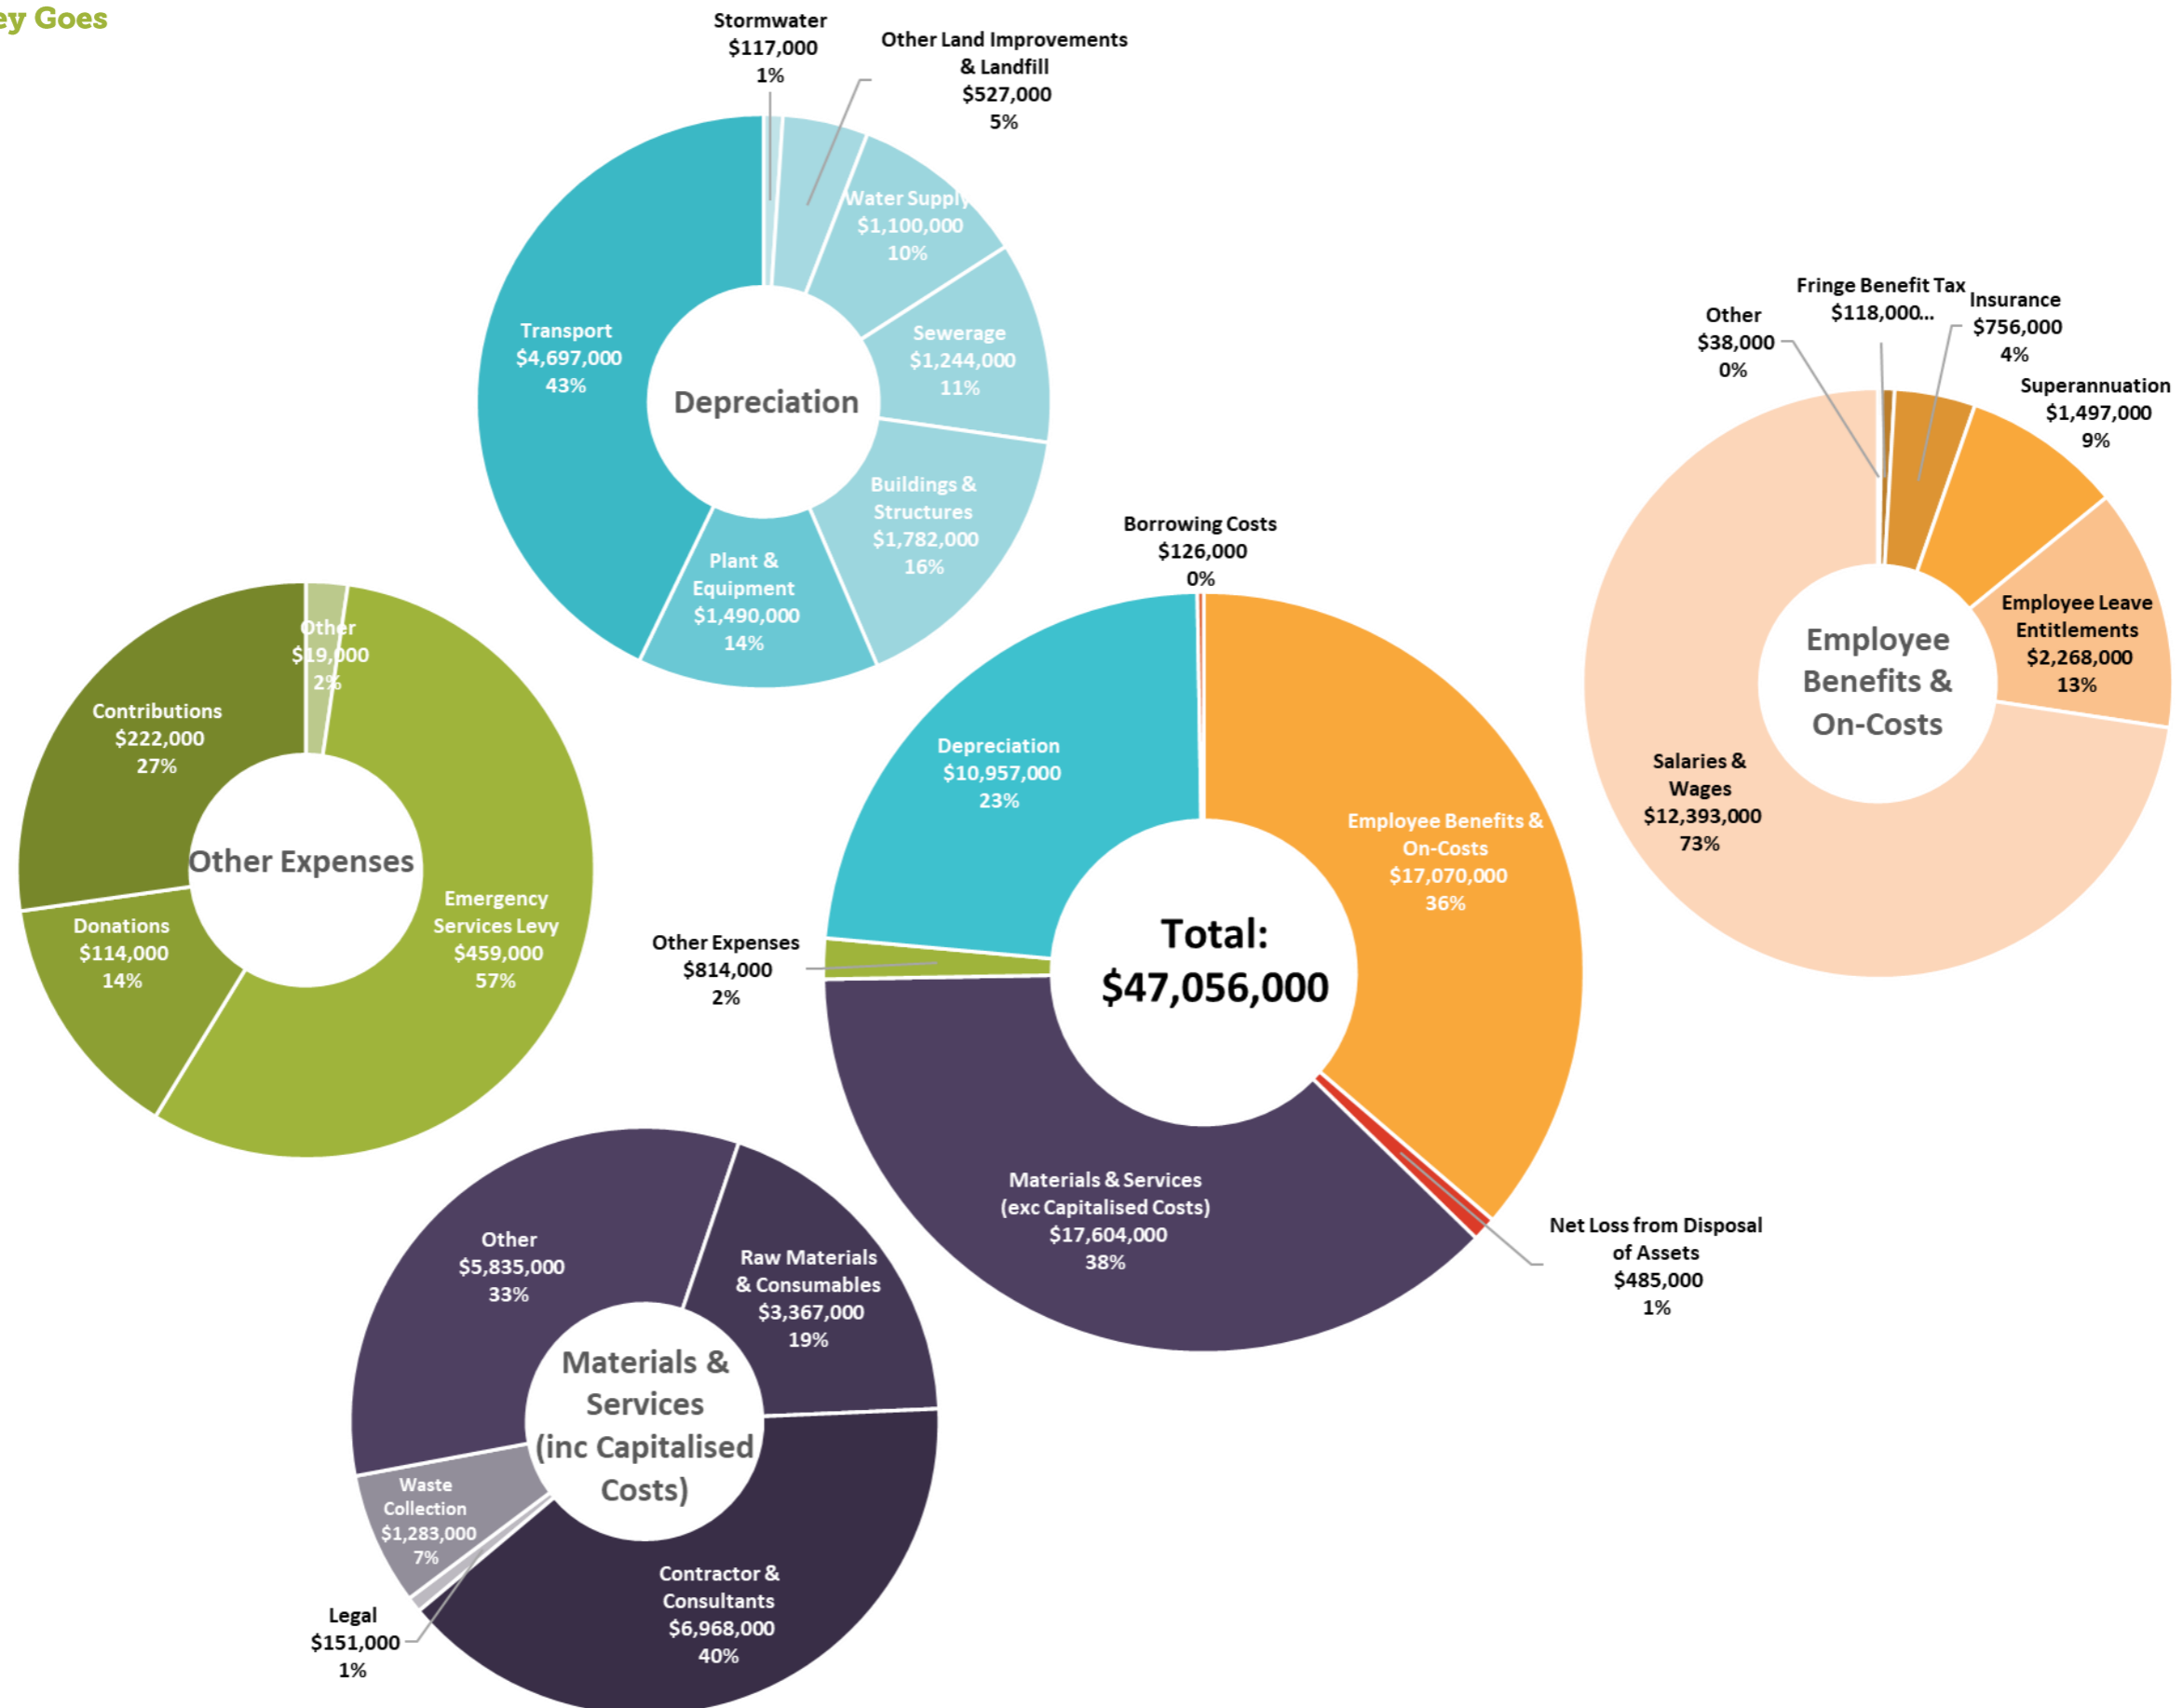 ey Goes
Stormwater
$117,000
1%
Other Land Improvements
& Landfill
$527,000
5%
Water Supply
$1,100,000
10%
Sewerage
$1,244,000
11%
Buildings &
Structures
$1,782,000
16%
Plant &
Equipment
$1,490,000
14%
Transport
$4,697,000
43%
Depreciation
Other
$38,000
0%
Fringe Benefit Tax
$118,000...
Insurance
$756,000
4%
Superannuation
$1,497,000
9%
Employee Leave
Entitlements
$2,268,000
13%
Salaries &
Wages
$12,393,000
73%
Employee
Benefits &
On-Costs
Other
$19,000
2%
Emergency
Services Levy
$459,000
57%
Donations
$114,000
14%
Contributions
$222,000
27%
Other Expenses
Borrowing Costs
$126,000
0%
Employee Benefits &
On-Costs
$17,070,000
36%
Net Loss from Disposal
of Assets
$485,000
1%
Materials & Services
(exc Capitalised Costs)
$17,604,000
38%
Other Expenses
$814,000
2%
Depreciation
$10,957,000
23%
Total:
$47,056,000
Raw Materials
& Consumables
$3,367,000
19%
Contractor &
Consultants
$6,968,000
40%
Legal
$151,000
1%
Waste
Collection
$1,283,000
7%
Other
$5,835,000
33%
Materials &
Services
(inc Capitalised
Costs)